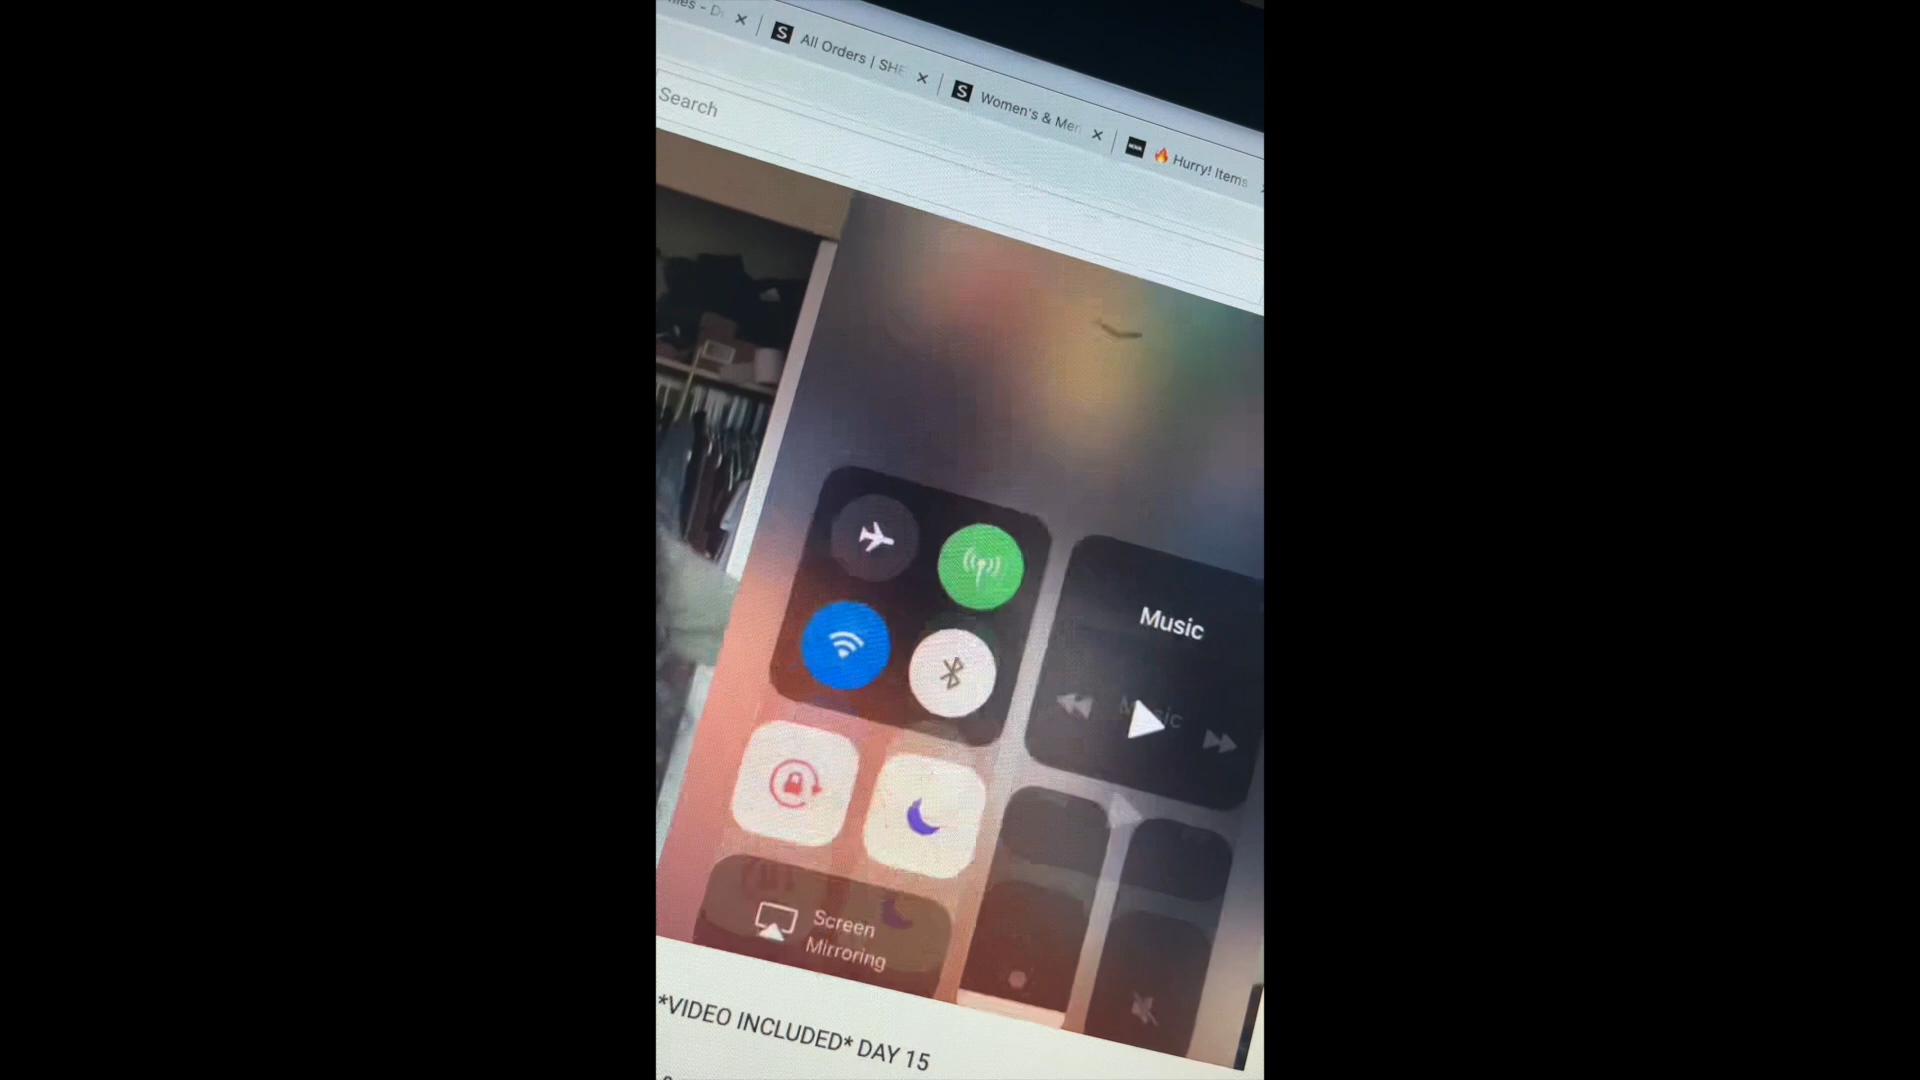 All Orders | SHE
Women's & Men
🔥 Hurry! Items
Search
Music
Screen
Mirroring
*VIDEO INCLUDED* DAY 15